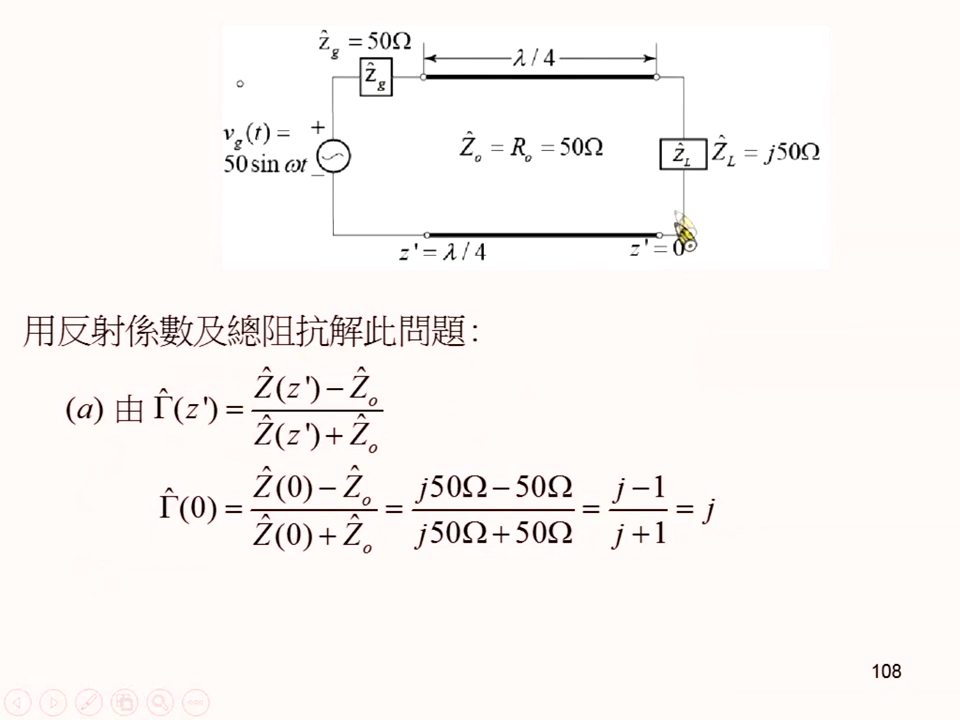 ẑ_g = 50Ω
ẑ_g
λ / 4
v_g(t) = +
50 sin ωt _
Ẑ_o = R_o = 50Ω
ẑ_L Ẑ_L = j50Ω
z' = λ / 4
z' = 0
用反射係數及總阻抗解此問題:
(a) 由 Γ̂(z') = (Ẑ(z') − Ẑ_o) / (Ẑ(z') + Ẑ_o)
Γ̂(0) = (Ẑ(0) − Ẑ_o) / (Ẑ(0) + Ẑ_o) = (j50Ω − 50Ω) / (j50Ω + 50Ω) = (j − 1) / (j + 1) = j
108